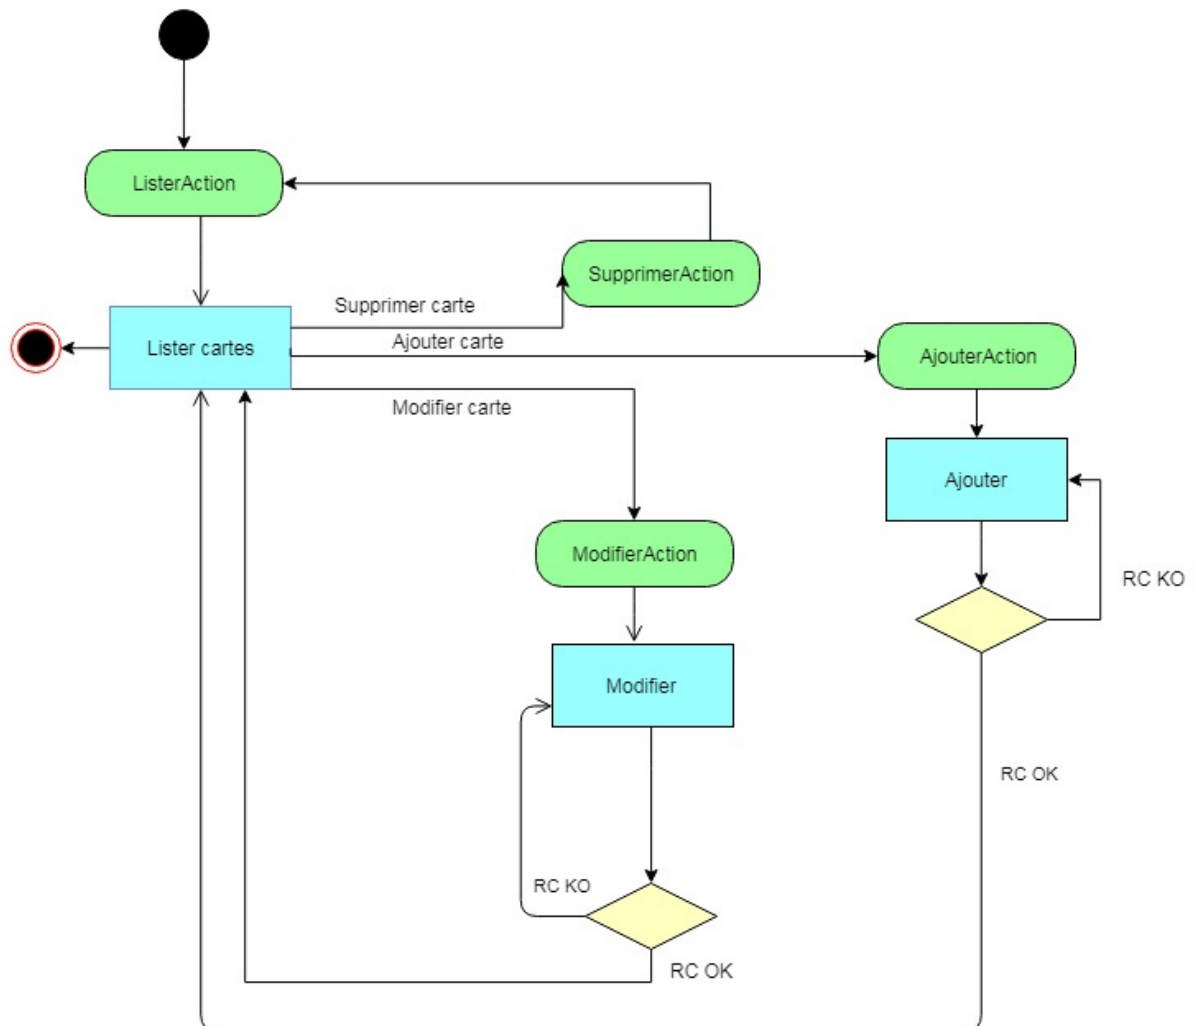 ListerAction
SupprimerAction
Supprimer carte
Ajouter carte
Lister cartes
AjouterAction
Modifier carte
Ajouter
ModifierAction
RC KO
Modifier
RC OK
RC KO
RC OK